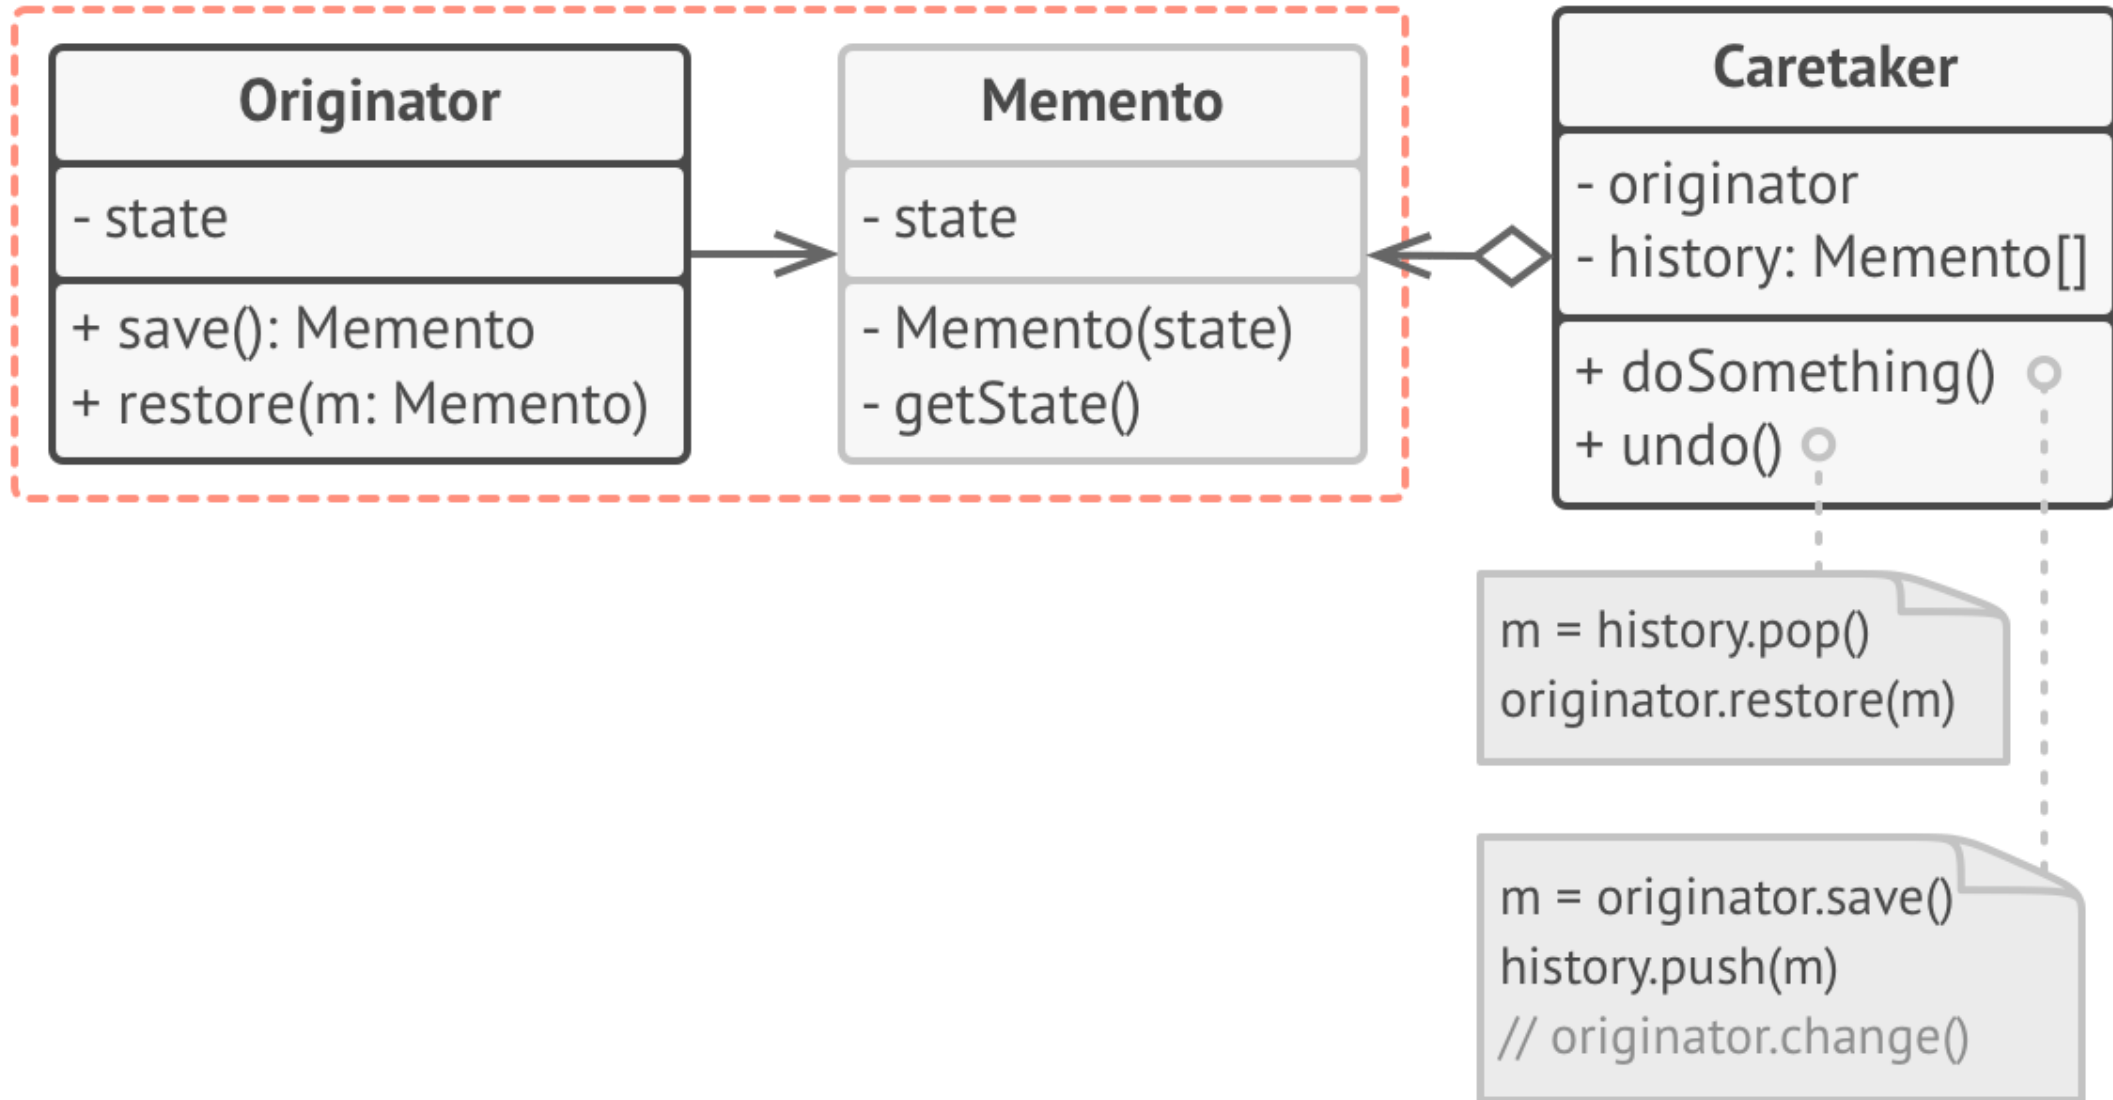 Originator
- state
+ save(): Memento
+ restore(m: Memento)
Memento
- state
- Memento(state)
- getState()
Caretaker
- originator
- history: Memento[]
+ doSomething()
+ undo()
m = history.pop()
originator.restore(m)
m = originator.save()
history.push(m)
// originator.change()